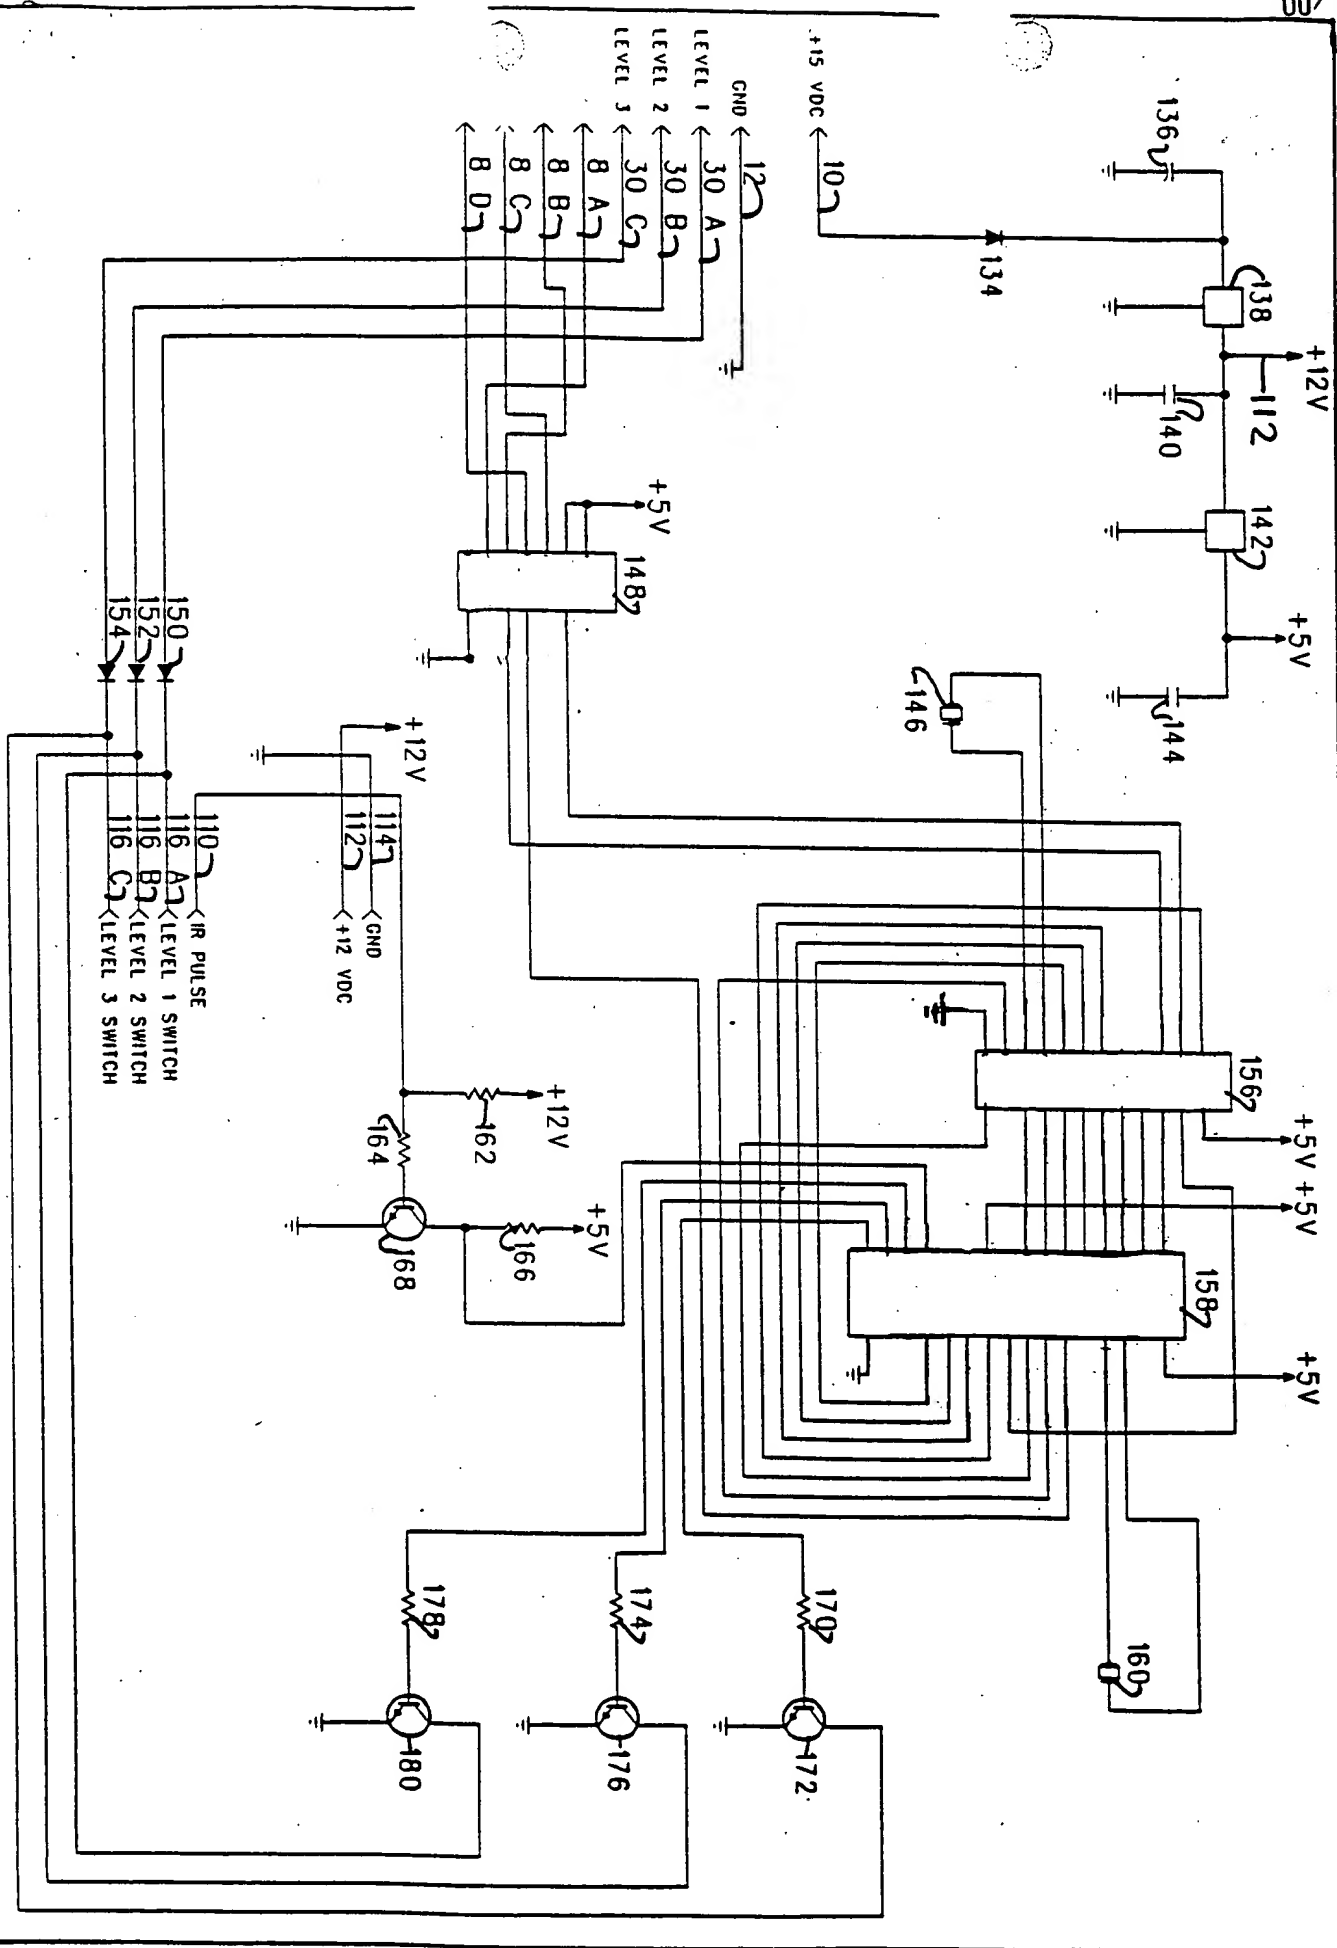 136
+15 VDC
10
134
138
+12V
112
140
142
+5V
144
GND
12
LEVEL 1
30 A
LEVEL 2
30 B
LEVEL 3
30 C
8 A
8 B
8 C
8 D
+5V
148
146
150
152
154
+12V
114
112
GND
+12 VDC
110
116 A
116 B
116 C
IR PULSE
LEVEL 1 SWITCH
LEVEL 2 SWITCH
LEVEL 3 SWITCH
156
+5V
+5V
158
+5V
+12V
162
164
+5V
166
168
170
172
174
176
178
180
160